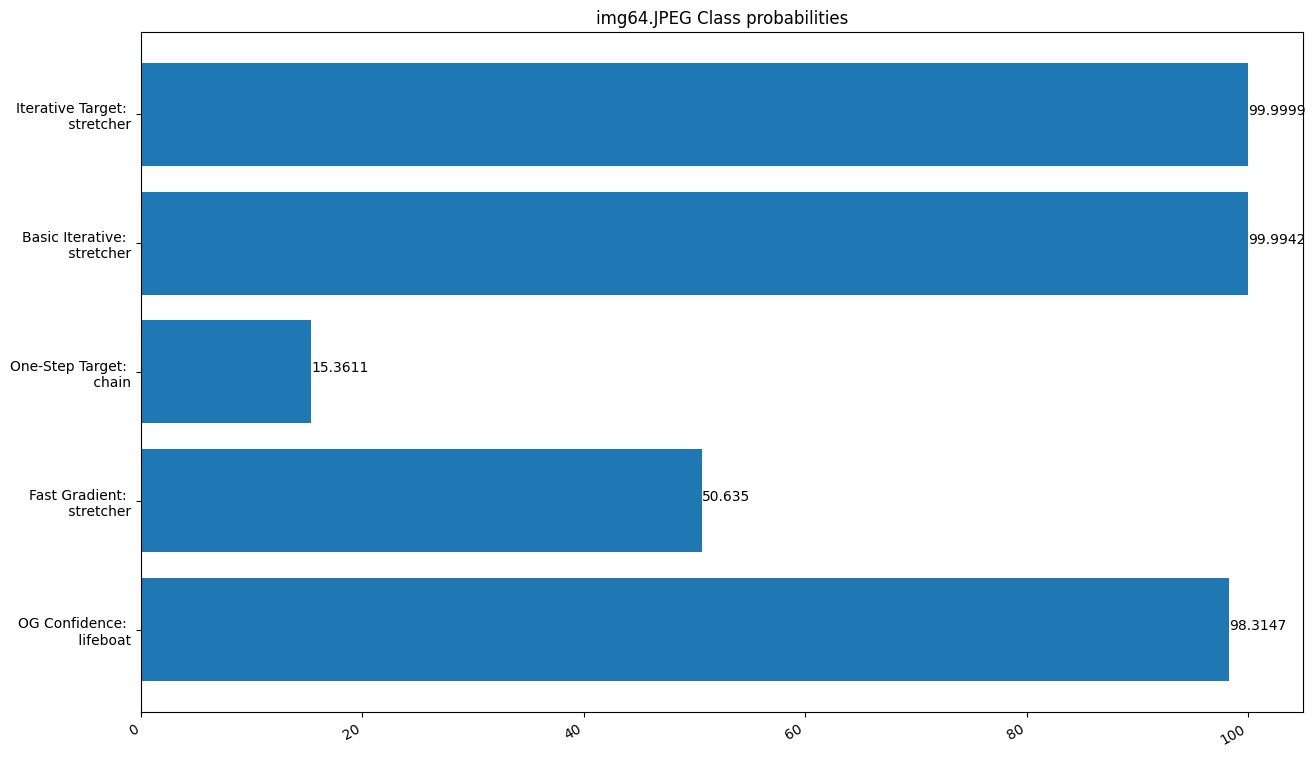 img64.JPEG Class probabilities
Iterative Target:
stretcher
99.9999
Basic Iterative:
stretcher
99.9942
One-Step Target:
chain
15.3611
Fast Gradient:
stretcher
50.635
OG Confidence:
lifeboat
98.3147
0
20
40
60
80
100